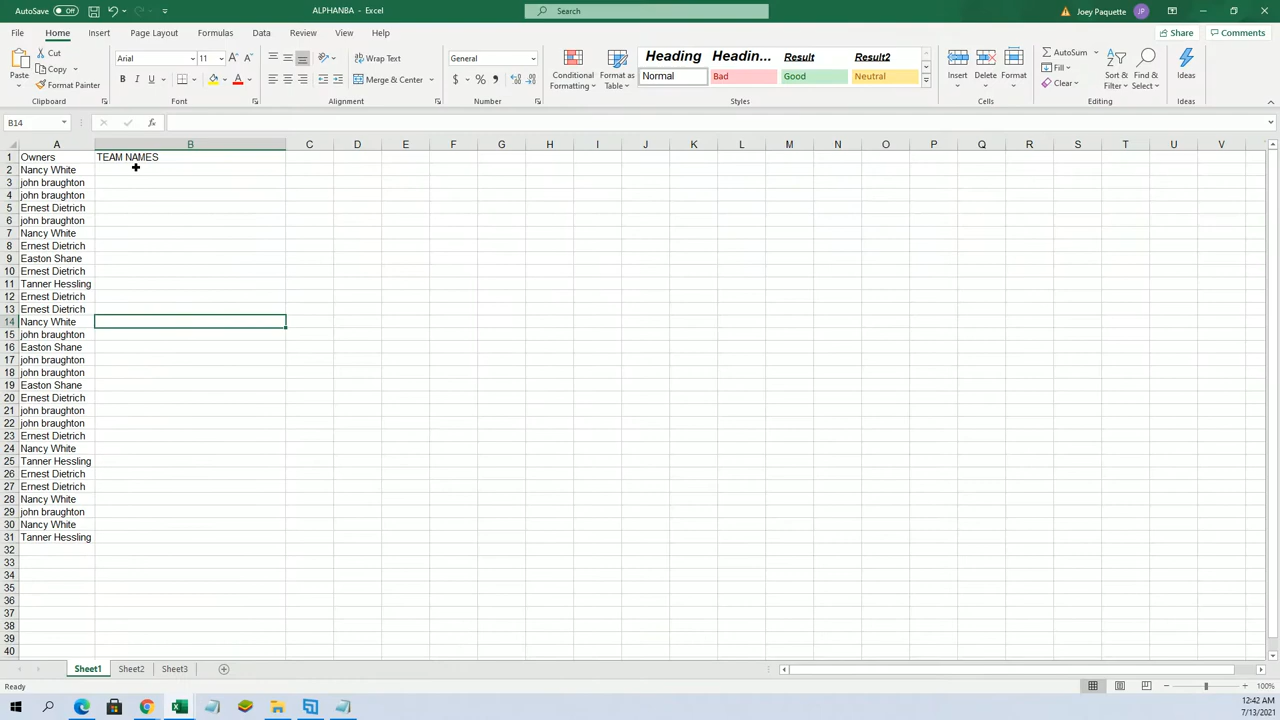 AutoSave Off
ALPHANBA - Excel
Search
Joey Paquette JP
File Home Insert Page Layout Formulas Data Review View Help
Share Comments
Paste
Cut
Copy
Format Painter
Clipboard
Arial 11
B I U
Font
Wrap Text
Merge & Center
Alignment
General
$ % 
Number
Conditional Formatting
Format as Table
Heading Headin... Result Result2
Normal Bad Good Neutral
Styles
Insert Delete Format
Cells
AutoSum
Fill
Clear
Sort & Filter
Find & Select
Editing
Ideas
Ideas
B14
fx
A B C D E F G H I J K L M N O P Q R S T U V
1 Owners TEAM NAMES
2 Nancy White
3 john braughton
4 john braughton
5 Ernest Dietrich
6 john braughton
7 Nancy White
8 Ernest Dietrich
9 Easton Shane
10 Ernest Dietrich
11 Tanner Hessling
12 Ernest Dietrich
13 Ernest Dietrich
14 Nancy White
15 john braughton
16 Easton Shane
17 john braughton
18 john braughton
19 Easton Shane
20 Ernest Dietrich
21 john braughton
22 john braughton
23 Ernest Dietrich
24 Nancy White
25 Tanner Hessling
26 Ernest Dietrich
27 Ernest Dietrich
28 Nancy White
29 john braughton
30 Nancy White
31 Tanner Hessling
32
33
34
35
36
37
38
39
40
Sheet1 Sheet2 Sheet3
Ready
100%
12:42 AM
7/13/2021